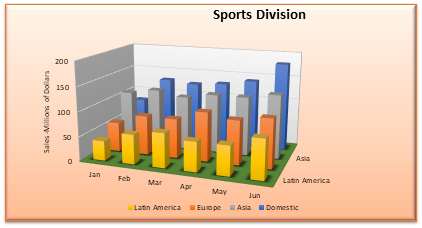 Sports Division
Sales -Millions of Dollars
200
150
100
50
0
Jan
Feb
Mar
Apr
May
Jun
Asia
Latin America
Latin America Europe Asia Domestic